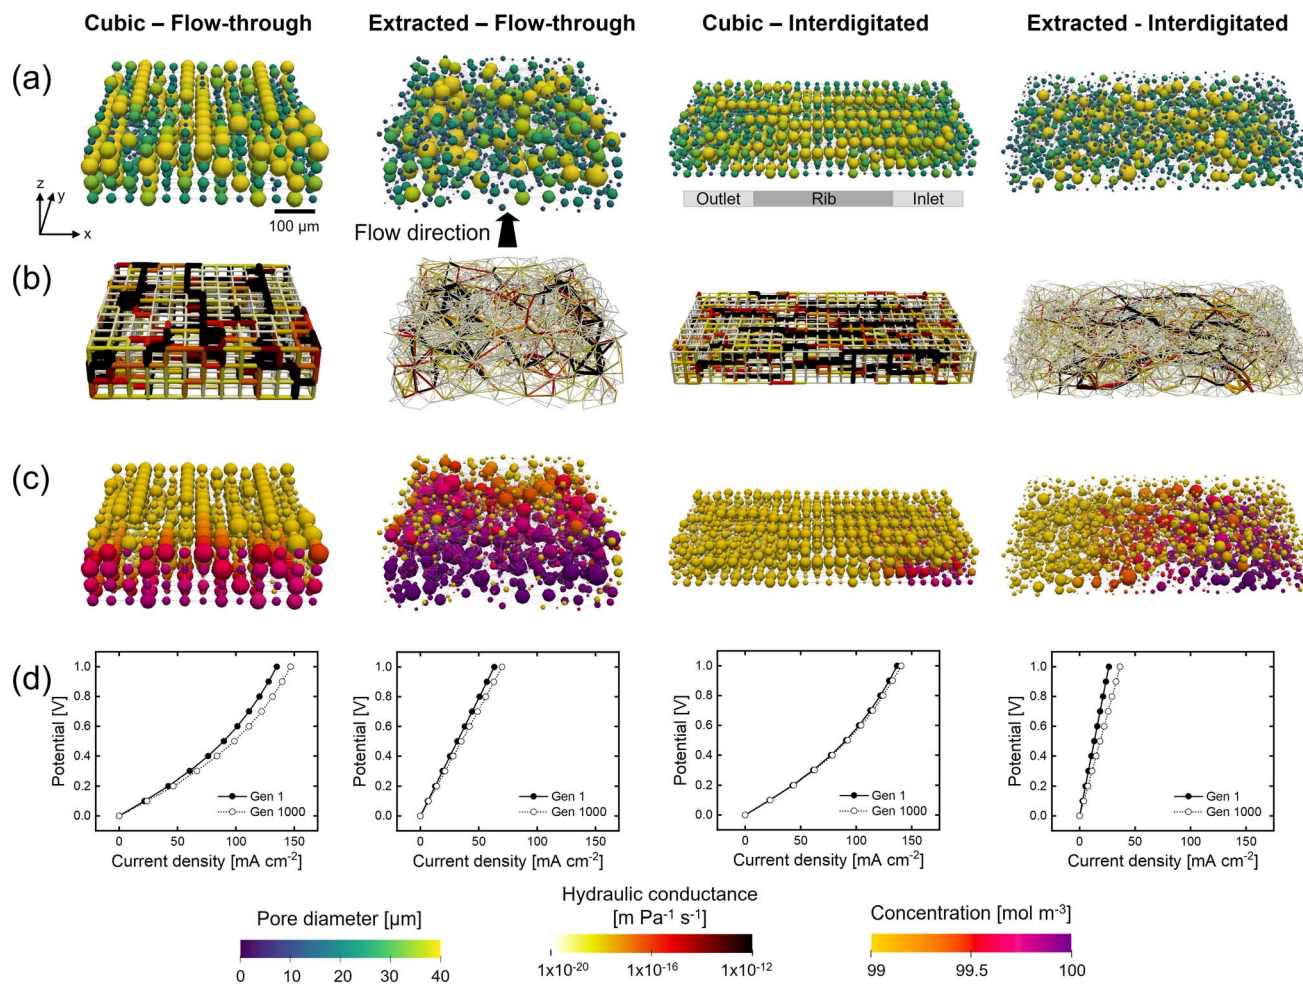 Cubic – Flow-through
Extracted – Flow-through
Cubic – Interdigitated
Extracted - Interdigitated
(a)
z
y
x
100 µm
Flow direction
Outlet Rib Inlet
(b)
(c)
(d)
Potential [V]
1.0
0.8
0.6
0.4
0.2
0.0
Gen 1
Gen 1000
0 50 100 150
Current density [mA cm⁻²]
Potential [V]
1.0
0.8
0.6
0.4
0.2
0.0
Gen 1
Gen 1000
0 50 100 150
Current density [mA cm⁻²]
Potential [V]
1.0
0.8
0.6
0.4
0.2
0.0
Gen 1
Gen 1000
0 50 100 150
Current density [mA cm⁻²]
Potential [V]
1.0
0.8
0.6
0.4
0.2
0.0
Gen 1
Gen 1000
0 50 100 150
Current density [mA cm⁻²]
Pore diameter [µm]
0 10 20 30 40
Hydraulic conductance
[m Pa⁻¹ s⁻¹]
1x10⁻²⁰ 1x10⁻¹⁶ 1x10⁻¹²
Concentration [mol m⁻³]
99 99.5 100